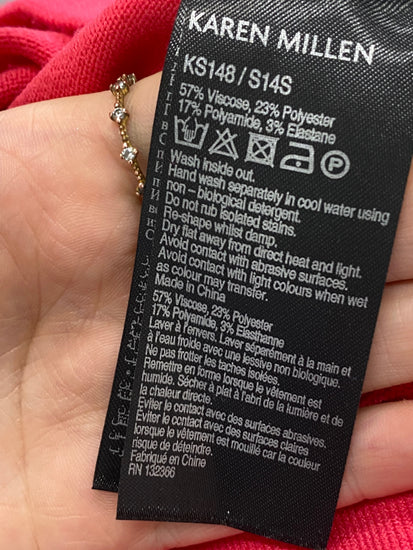 KAREN MILLEN
KS148 / S14S
57% Viscose, 23% Polyester
17% Polyamide, 3% Elastane
P
Wash inside out.
Hand wash separately in cool water using
non - biological detergent.
Do not rub isolated stains.
Re-shape whilst damp.
Dry flat away from direct heat and light.
Avoid contact with abrasive surfaces.
Avoid contact with light colours when wet
as colour may transfer.
Made in China
57% Viscose, 23% Polyester
17% Polyamide, 3% Elasthanne
Laver à l'envers. Laver séparément à la main et
à l'eau froide avec une lessive non biologique.
Ne pas frotter les taches isolées.
Remettre en forme lorsque le vêtement est
humide. Sécher à plat à l'abri de la lumière et de
la chaleur directe.
Eviter le contact avec des surfaces abrasives.
Eviter le contact avec des surfaces claires
lorsque le vêtement est mouillé car la couleur
risque de déteindre.
Fabriqué en Chine
RN 132366